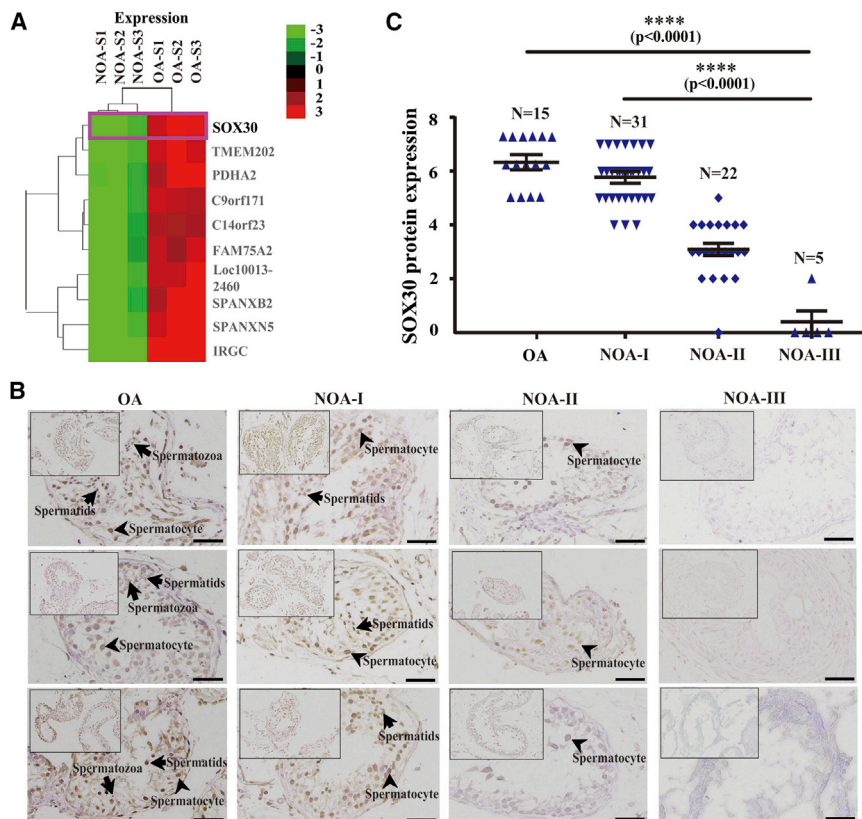 A
Expression
NOA-S1
NOA-S2
NOA-S3
OA-S1
OA-S2
OA-S3
-3
-2
-1
0
1
2
3
SOX30
TMEM202
PDHA2
C9orf171
C14orf23
FAM75A2
Loc10013-
2460
SPANXB2
SPANXN5
IRGC
C
****
(p<0.0001)
****
(p<0.0001)
SOX30 protein expression
8
6
4
2
0
N=15
N=31
N=22
N=5
OA
NOA-I
NOA-II
NOA-III
B
OA
NOA-I
NOA-II
NOA-III
Spermatozoa
Spermatids
Spermatocyte
Spermatocyte
Spermatids
Spermatocyte
Spermatids
Spermatozoa
Spermatocyte
Spermatids
Spermatocyte
Spermatocyte
Spermatids
Spermatozoa
Spermatocyte
Spermatids
Spermatocyte
Spermatocyte